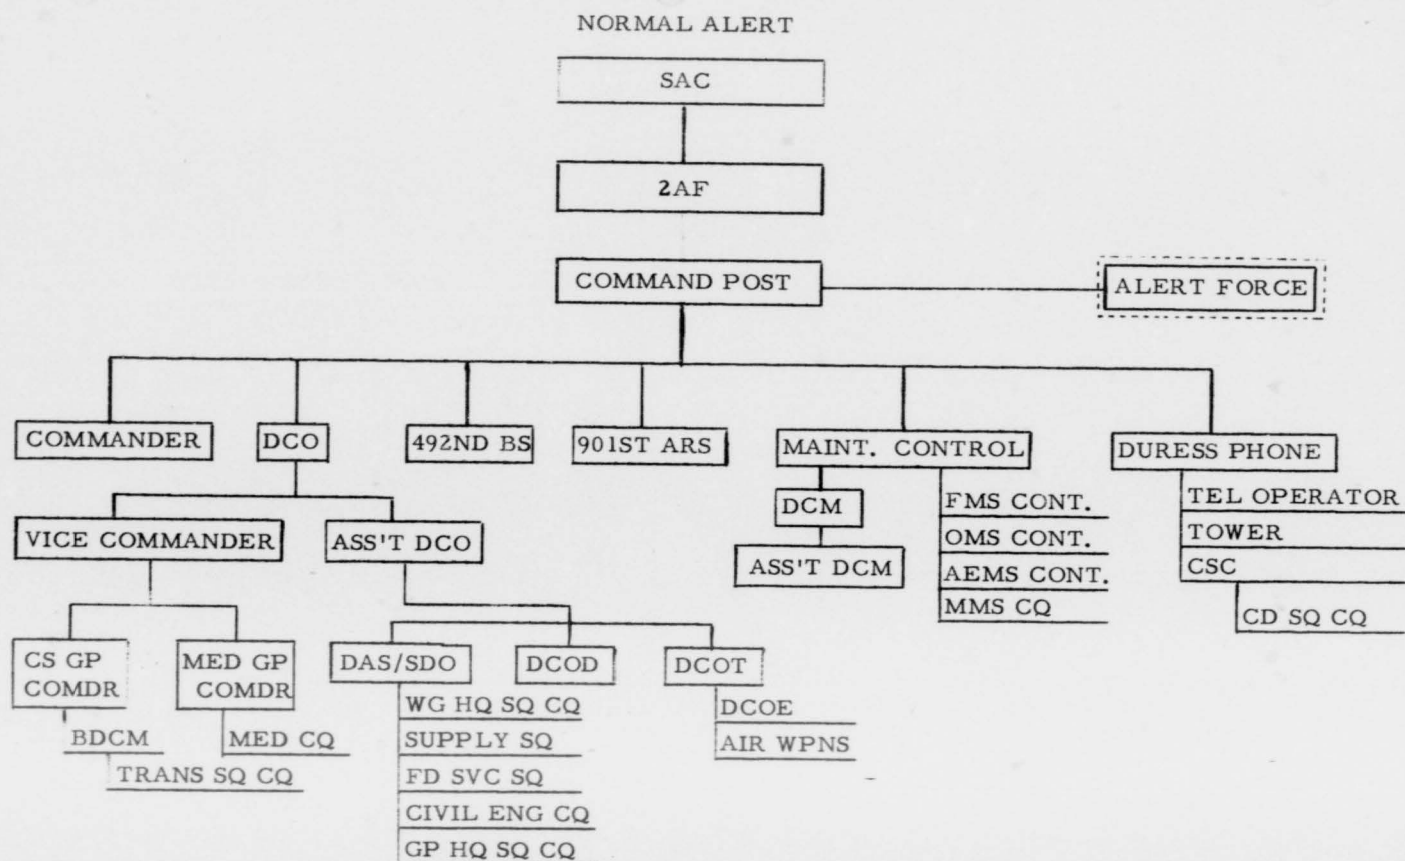 NORMAL ALERT
SAC
2AF
COMMAND POST
ALERT FORCE
COMMANDER
DCO
492ND BS
901ST ARS
MAINT. CONTROL
DURESS PHONE
VICE COMMANDER
ASS'T DCO
DCM
ASS'T DCM
FMS CONT.
OMS CONT.
AEMS CONT.
MMS CQ
TEL OPERATOR
TOWER
CSC
CD SQ CQ
CS GP
COMDR
MED GP
COMDR
DAS/SDO
DCOD
DCOT
BDCM
TRANS SQ CQ
MED CQ
WG HQ SQ CQ
SUPPLY SQ
FD SVC SQ
CIVIL ENG CQ
GP HQ SQ CQ
DCOE
AIR WPNS